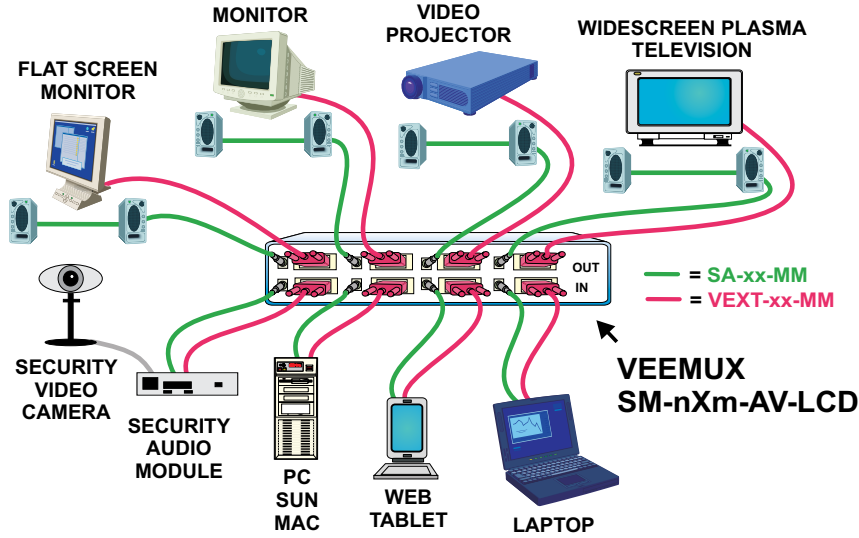 MONITOR
VIDEO
PROJECTOR
WIDESCREEN PLASMA
TELEVISION
FLAT SCREEN
MONITOR
OUT
IN
= SA-xx-MM
= VEXT-xx-MM
VEEMUX
SM-nXm-AV-LCD
SECURITY
VIDEO
CAMERA
SECURITY
AUDIO
MODULE
PC
SUN
MAC
WEB
TABLET
LAPTOP